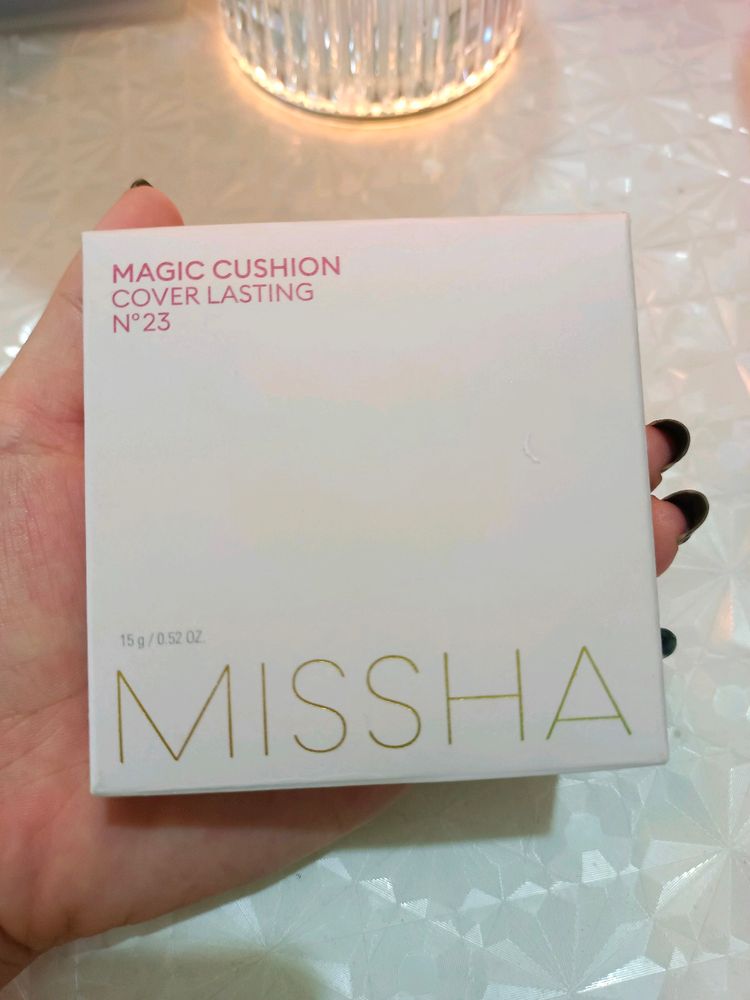 MAGIC CUSHION
COVER LASTING
N°23
15 g / 0.52 OZ.
MISSHA